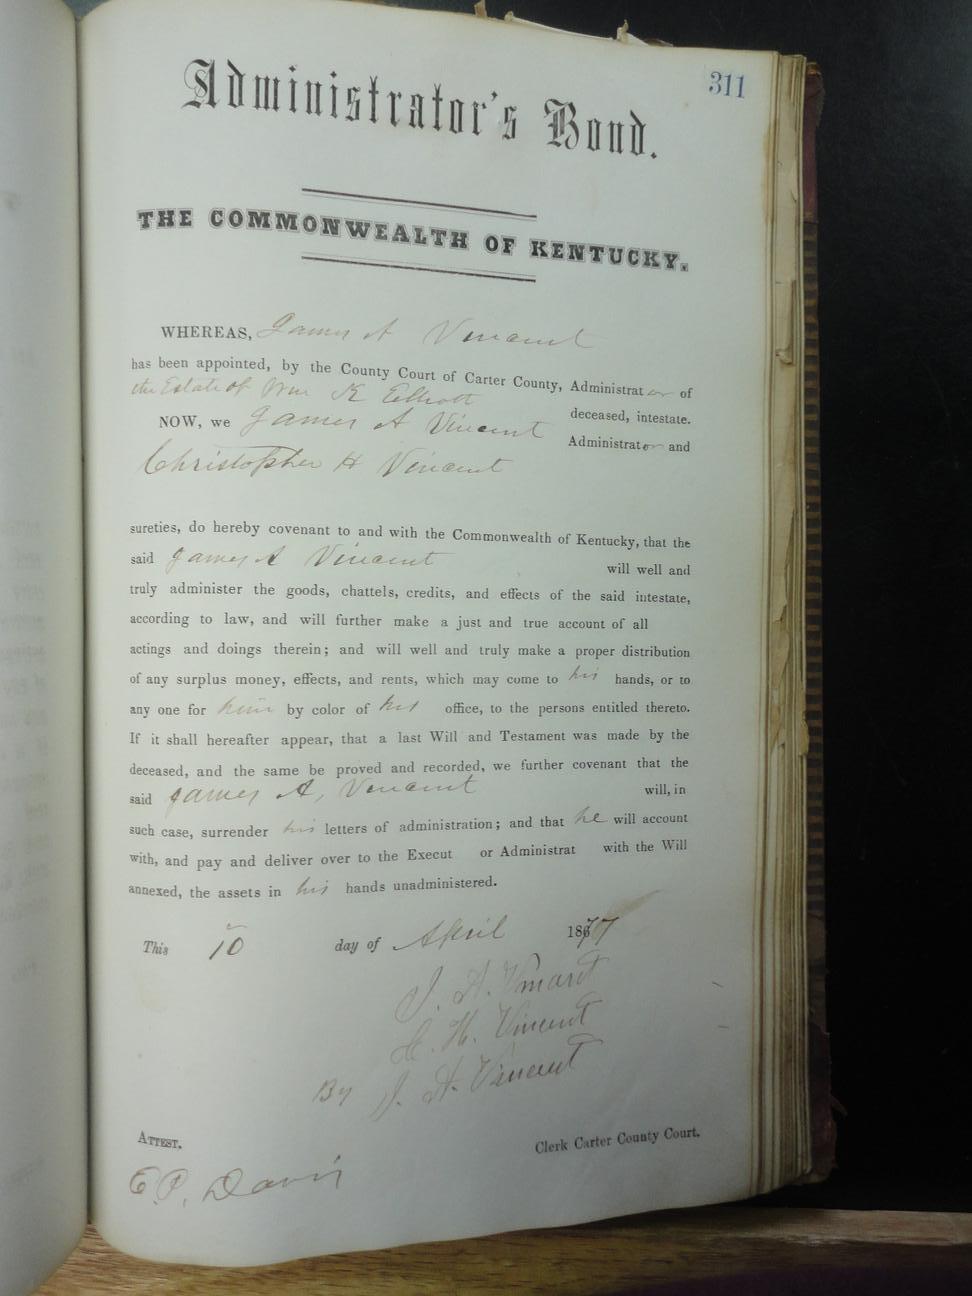 311
Administrator's Bond.
THE COMMONWEALTH OF KENTUCKY.
WHEREAS, James A Vincent
has been appointed, by the County Court of Carter County, Administrator of
the Estate of Wm K Elliott deceased, intestate.
NOW, we James A Vincent Administrator and
Christopher H Vincent
sureties, do hereby covenant to and with the Commonwealth of Kentucky, that the
said James A Vincent will well and
truly administer the goods, chattels, credits, and effects of the said intestate,
according to law, and will further make a just and true account of all
actings and doings therein; and will well and truly make a proper distribution
of any surplus money, effects, and rents, which may come to his hands, or to
any one for him by color of his office, to the persons entitled thereto.
If it shall hereafter appear, that a last Will and Testament was made by the
deceased, and the same be proved and recorded, we further covenant that the
said James A, Vincent will, in
such case, surrender his letters of administration; and that he will account
with, and pay and deliver over to the Execut or Administrat with the Will
annexed, the assets in his hands unadministered.
This 10 day of April 1877
J. A. Vincent
C. H. Vincent
By J. A. Vincent
ATTEST.
Clerk Carter County Court.
E. P. Davis